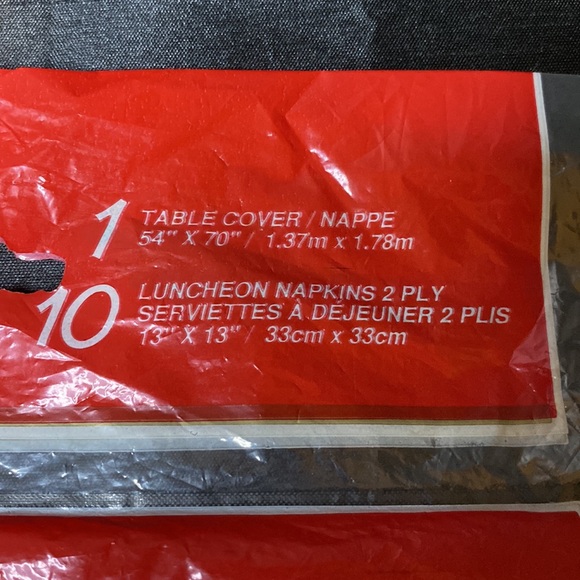 1 TABLE COVER / NAPPE
54" X 70" / 1.37m x 1.78m
10 LUNCHEON NAPKINS 2 PLY
SERVIETTES À DÉJEUNER 2 PLIS
13" X 13" / 33cm x 33cm